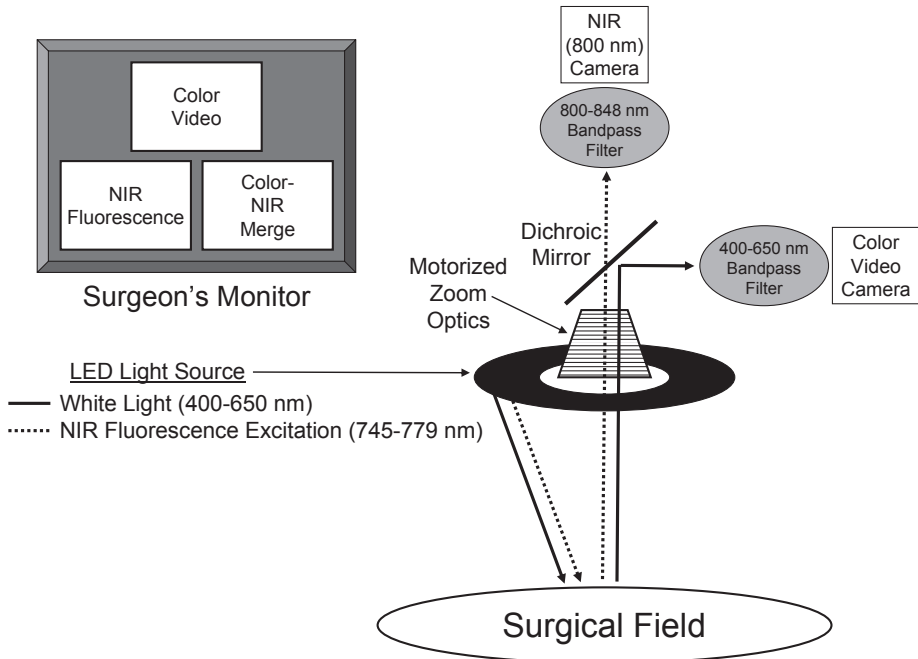 Color
Video
NIR
Fluorescence
Color-
NIR
Merge
Surgeon's Monitor
NIR
(800 nm)
Camera
800-848 nm
Bandpass
Filter
Dichroic
Mirror
400-650 nm
Bandpass
Filter
Color
Video
Camera
Motorized
Zoom
Optics
LED Light Source
White Light (400-650 nm)
NIR Fluorescence Excitation (745-779 nm)
Surgical Field